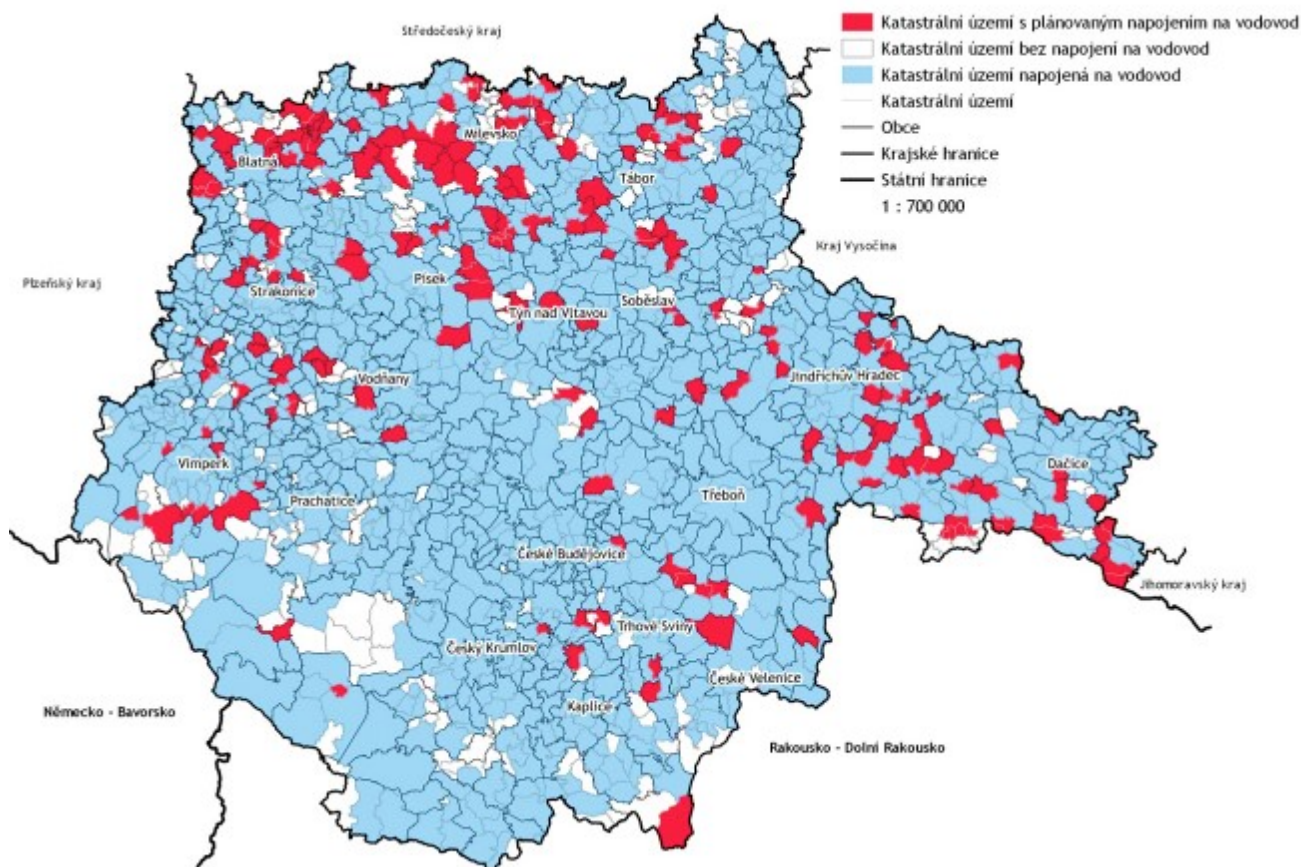 Středočeský kraj
Katastrální území s plánovaným napojením na vodovod
Katastrální území bez napojení na vodovod
Katastrální území napojená na vodovod
Katastrální území
Obce
Krajské hranice
Státní hranice
1 : 700 000
Milevsko
Blatná
Tábor
Kraj Vysočina
Plzeňský kraj
Písek
Strakonice
Soběslav
Týn nad Vltavou
Vodňany
Jindřichův Hradec
Vimperk
Dačice
Prachatice
Třeboň
České Budějovice
Jihomoravský kraj
Trhové Sviny
Český Krumlov
České Velenice
Kaplice
Německo - Bavorsko
Rakousko - Dolní Rakousko